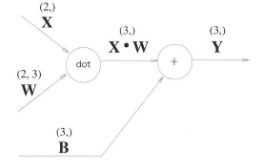 (2,)
X
dot
(3,)
X • W
+
(3,)
Y
(2, 3)
W
(3,)
B